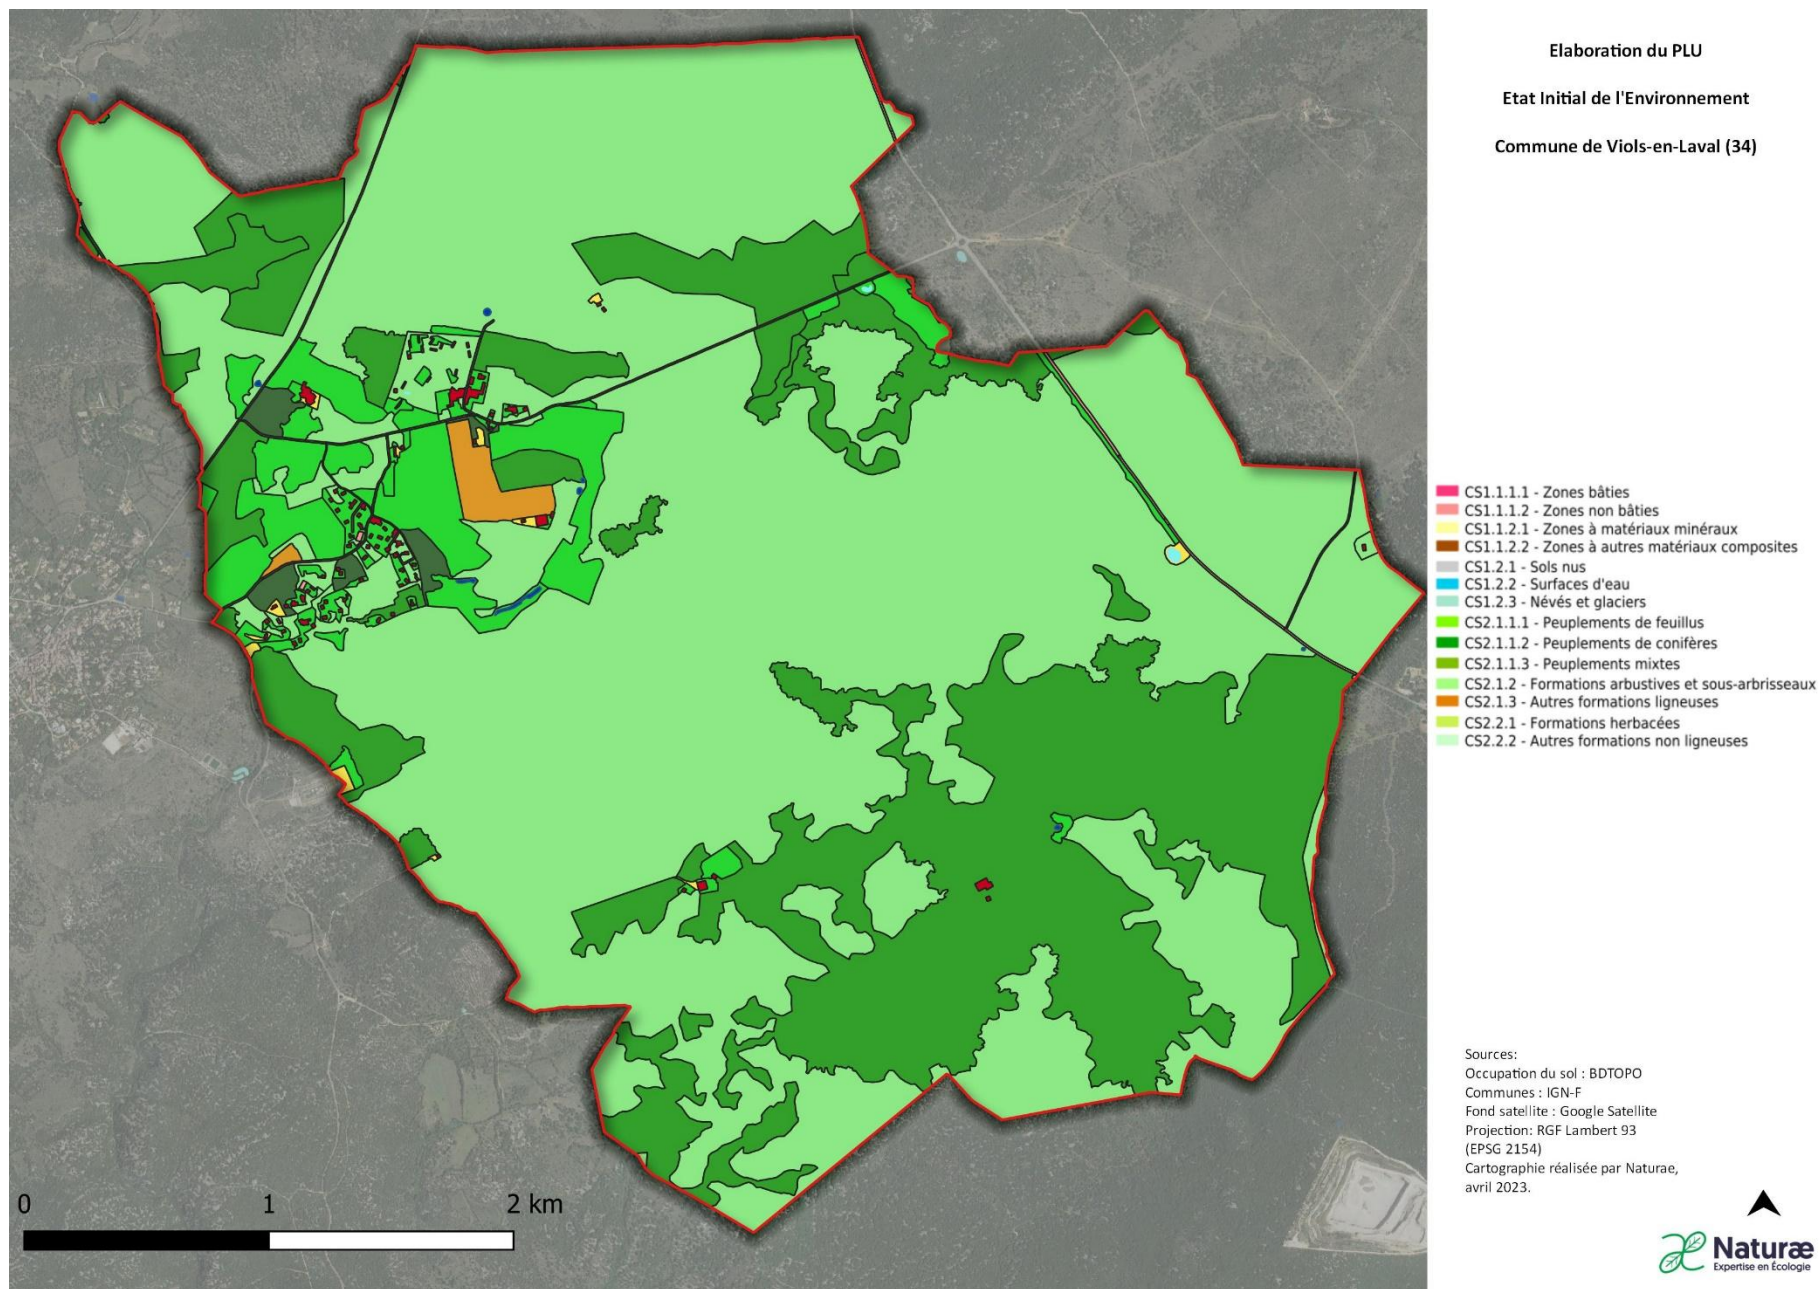 Elaboration du PLU
Etat Initial de l'Environnement
Commune de Viols-en-Laval (34)
CS1.1.1.1 - Zones bâties
CS1.1.1.2 - Zones non bâties
CS1.1.2.1 - Zones à matériaux minéraux
CS1.1.2.2 - Zones à autres matériaux composites
CS1.2.1 - Sols nus
CS1.2.2 - Surfaces d'eau
CS1.2.3 - Névés et glaciers
CS2.1.1.1 - Peuplements de feuillus
CS2.1.1.2 - Peuplements de conifères
CS2.1.1.3 - Peuplements mixtes
CS2.1.2 - Formations arbustives et sous-arbrisseaux
CS2.1.3 - Autres formations ligneuses
CS2.2.1 - Formations herbacées
CS2.2.2 - Autres formations non ligneuses
Sources:
Occupation du sol : BDTOPO
Communes : IGN-F
Fond satellite : Google Satellite
Projection: RGF Lambert 93
(EPSG 2154)
Cartographie réalisée par Naturae,
avril 2023.
0 1 2 km
Naturæ
Expertise en Écologie